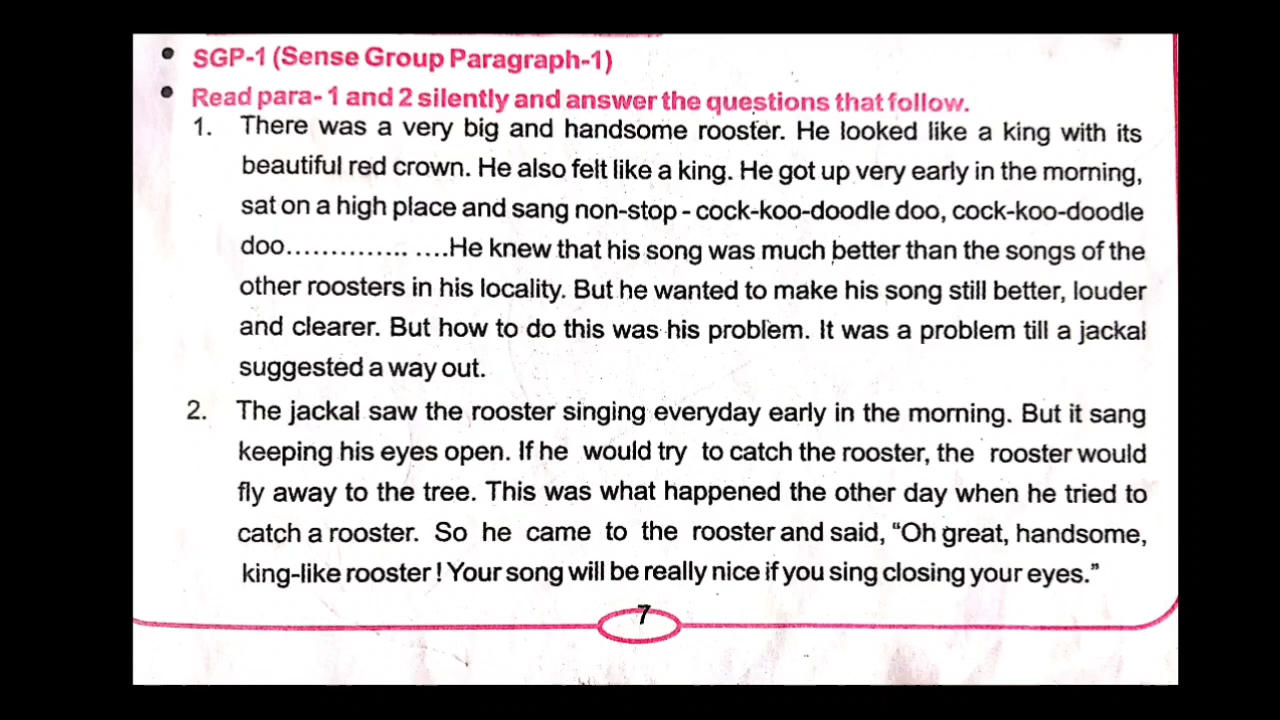 • SGP-1 (Sense Group Paragraph-1)
• Read para- 1 and 2 silently and answer the questions that follow.
1. There was a very big and handsome rooster. He looked like a king with its
beautiful red crown. He also felt like a king. He got up very early in the morning,
sat on a high place and sang non-stop - cock-koo-doodle doo, cock-koo-doodle
doo.............. ....He knew that his song was much better than the songs of the
other roosters in his locality. But he wanted to make his song still better, louder
and clearer. But how to do this was his problem. It was a problem till a jackal
suggested a way out.
2. The jackal saw the rooster singing everyday early in the morning. But it sang
keeping his eyes open. If he would try to catch the rooster, the rooster would
fly away to the tree. This was what happened the other day when he tried to
catch a rooster. So he came to the rooster and said, “Oh great, handsome,
king-like rooster ! Your song will be really nice if you sing closing your eyes.”
7